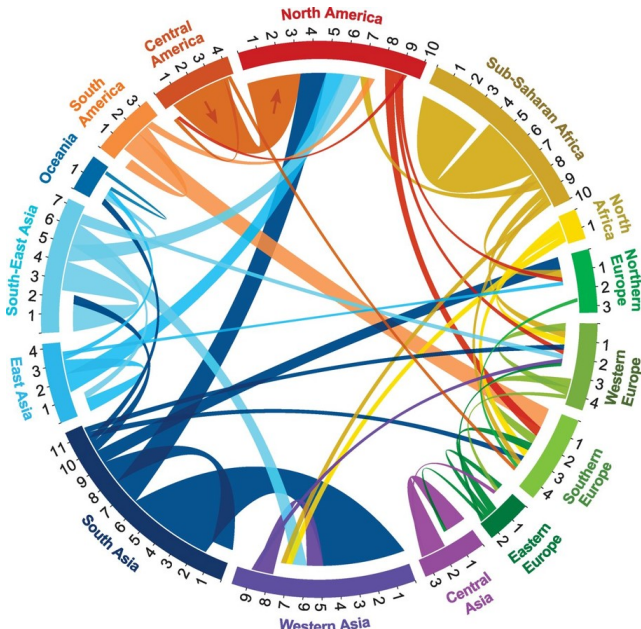 North America
1 2 3 4 5 6 7 8 9 10
Sub-Saharan Africa
1 2 3 4 5 6 7 8 9 10
North
Africa
1
Northern
Europe
1 2 3
Western
Europe
1 2 3 4
Southern
Europe
1 2 3 4
Eastern
Europe
1 2
Central
Asia
1 2 3
Western Asia
1 2 3 4 5 6 7 8 9
South Asia
1 2 3 4 5 6 7 8 9 10 11
East Asia
1 2 3 4
South-East Asia
1 2 3 4 5 6 7
Oceania
1
South
America
1 2 3
Central
America
1 2 3 4